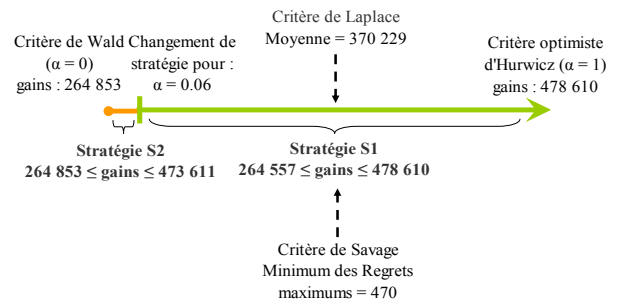 Critère de Laplace
Moyenne = 370 229
Critère de Wald
(α = 0)
gains : 264 853
Changement de
stratégie pour :
α = 0.06
Critère optimiste
d'Hurwicz (α = 1)
gains : 478 610
Stratégie S2
264 853 ≤ gains ≤ 473 611
Stratégie S1
264 557 ≤ gains ≤ 478 610
Critère de Savage
Minimum des Regrets
maximums = 470